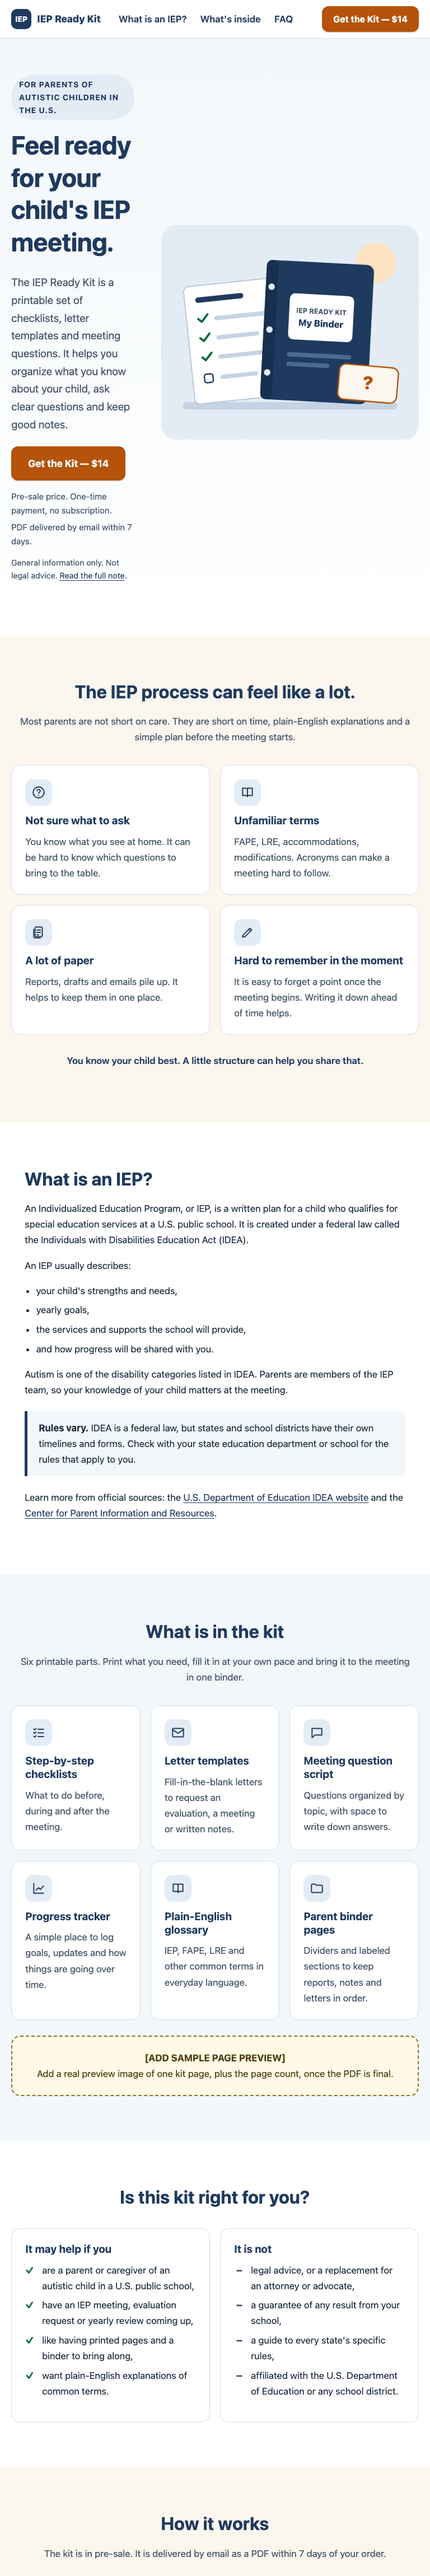 IEP IEP Ready Kit What is an IEP? What's inside FAQ Get the Kit — $14
FOR PARENTS OF
AUTISTIC CHILDREN IN
THE U.S.
Feel ready
for your
child's IEP
meeting.
The IEP Ready Kit is a
printable set of
checklists, letter
templates and meeting
questions. It helps you
organize what you know
about your child, ask
clear questions and keep
good notes.
Get the Kit — $14
Pre-sale price. One-time
payment, no subscription.
PDF delivered by email within 7
days.
General information only. Not
legal advice. Read the full note.
IEP READY KIT
My Binder
?
The IEP process can feel like a lot.
Most parents are not short on care. They are short on time, plain-English explanations and a
simple plan before the meeting starts.
Not sure what to ask
You know what you see at home. It can
be hard to know which questions to
bring to the table.
Unfamiliar terms
FAPE, LRE, accommodations,
modifications. Acronyms can make a
meeting hard to follow.
A lot of paper
Reports, drafts and emails pile up. It
helps to keep them in one place.
Hard to remember in the moment
It is easy to forget a point once the
meeting begins. Writing it down ahead
of time helps.
You know your child best. A little structure can help you share that.
What is an IEP?
An Individualized Education Program, or IEP, is a written plan for a child who qualifies for
special education services at a U.S. public school. It is created under a federal law called
the Individuals with Disabilities Education Act (IDEA).
An IEP usually describes:
• your child's strengths and needs,
• yearly goals,
• the services and supports the school will provide,
• and how progress will be shared with you.
Autism is one of the disability categories listed in IDEA. Parents are members of the IEP
team, so your knowledge of your child matters at the meeting.
Rules vary. IDEA is a federal law, but states and school districts have their own
timelines and forms. Check with your state education department or school for the
rules that apply to you.
Learn more from official sources: the U.S. Department of Education IDEA website and the
Center for Parent Information and Resources.
What is in the kit
Six printable parts. Print what you need, fill it in at your own pace and bring it to the meeting
in one binder.
Step-by-step
checklists
What to do before,
during and after the
meeting.
Letter templates
Fill-in-the-blank letters
to request an
evaluation, a meeting
or written notes.
Meeting question
script
Questions organized by
topic, with space to
write down answers.
Progress tracker
A simple place to log
goals, updates and how
things are going over
time.
Plain-English
glossary
IEP, FAPE, LRE and
other common terms in
everyday language.
Parent binder
pages
Dividers and labeled
sections to keep
reports, notes and
letters in order.
[ADD SAMPLE PAGE PREVIEW]
Add a real preview image of one kit page, plus the page count, once the PDF is final.
Is this kit right for you?
It may help if you
are a parent or caregiver of an
autistic child in a U.S. public school,
have an IEP meeting, evaluation
request or yearly review coming up,
like having printed pages and a
binder to bring along,
want plain-English explanations of
common terms.
It is not
– legal advice, or a replacement for
an attorney or advocate,
– a guarantee of any result from your
school,
– a guide to every state's specific
rules,
– affiliated with the U.S. Department
of Education or any school district.
How it works
The kit is in pre-sale. It is delivered by email as a PDF within 7 days of your order.